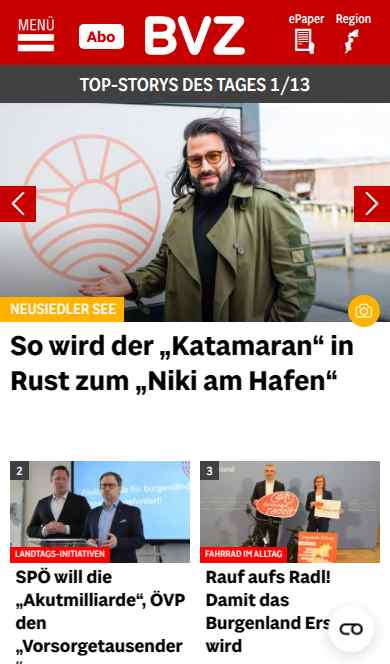 MENÜ
Abo
BVZ
ePaper
Region
TOP-STORYS DES TAGES 1/13
NEUSIEDLER SEE
So wird der „Katamaran“ in
Rust zum „Niki am Hafen“
2
LANDTAGS-INITIATIVEN
SPÖ will die
„Akutmilliarde“, ÖVP
den
„Vorsorgetausender
“
3
FAHRRAD IM ALLTAG
Rauf aufs Radl!
Damit das
Burgenland Ers
wird